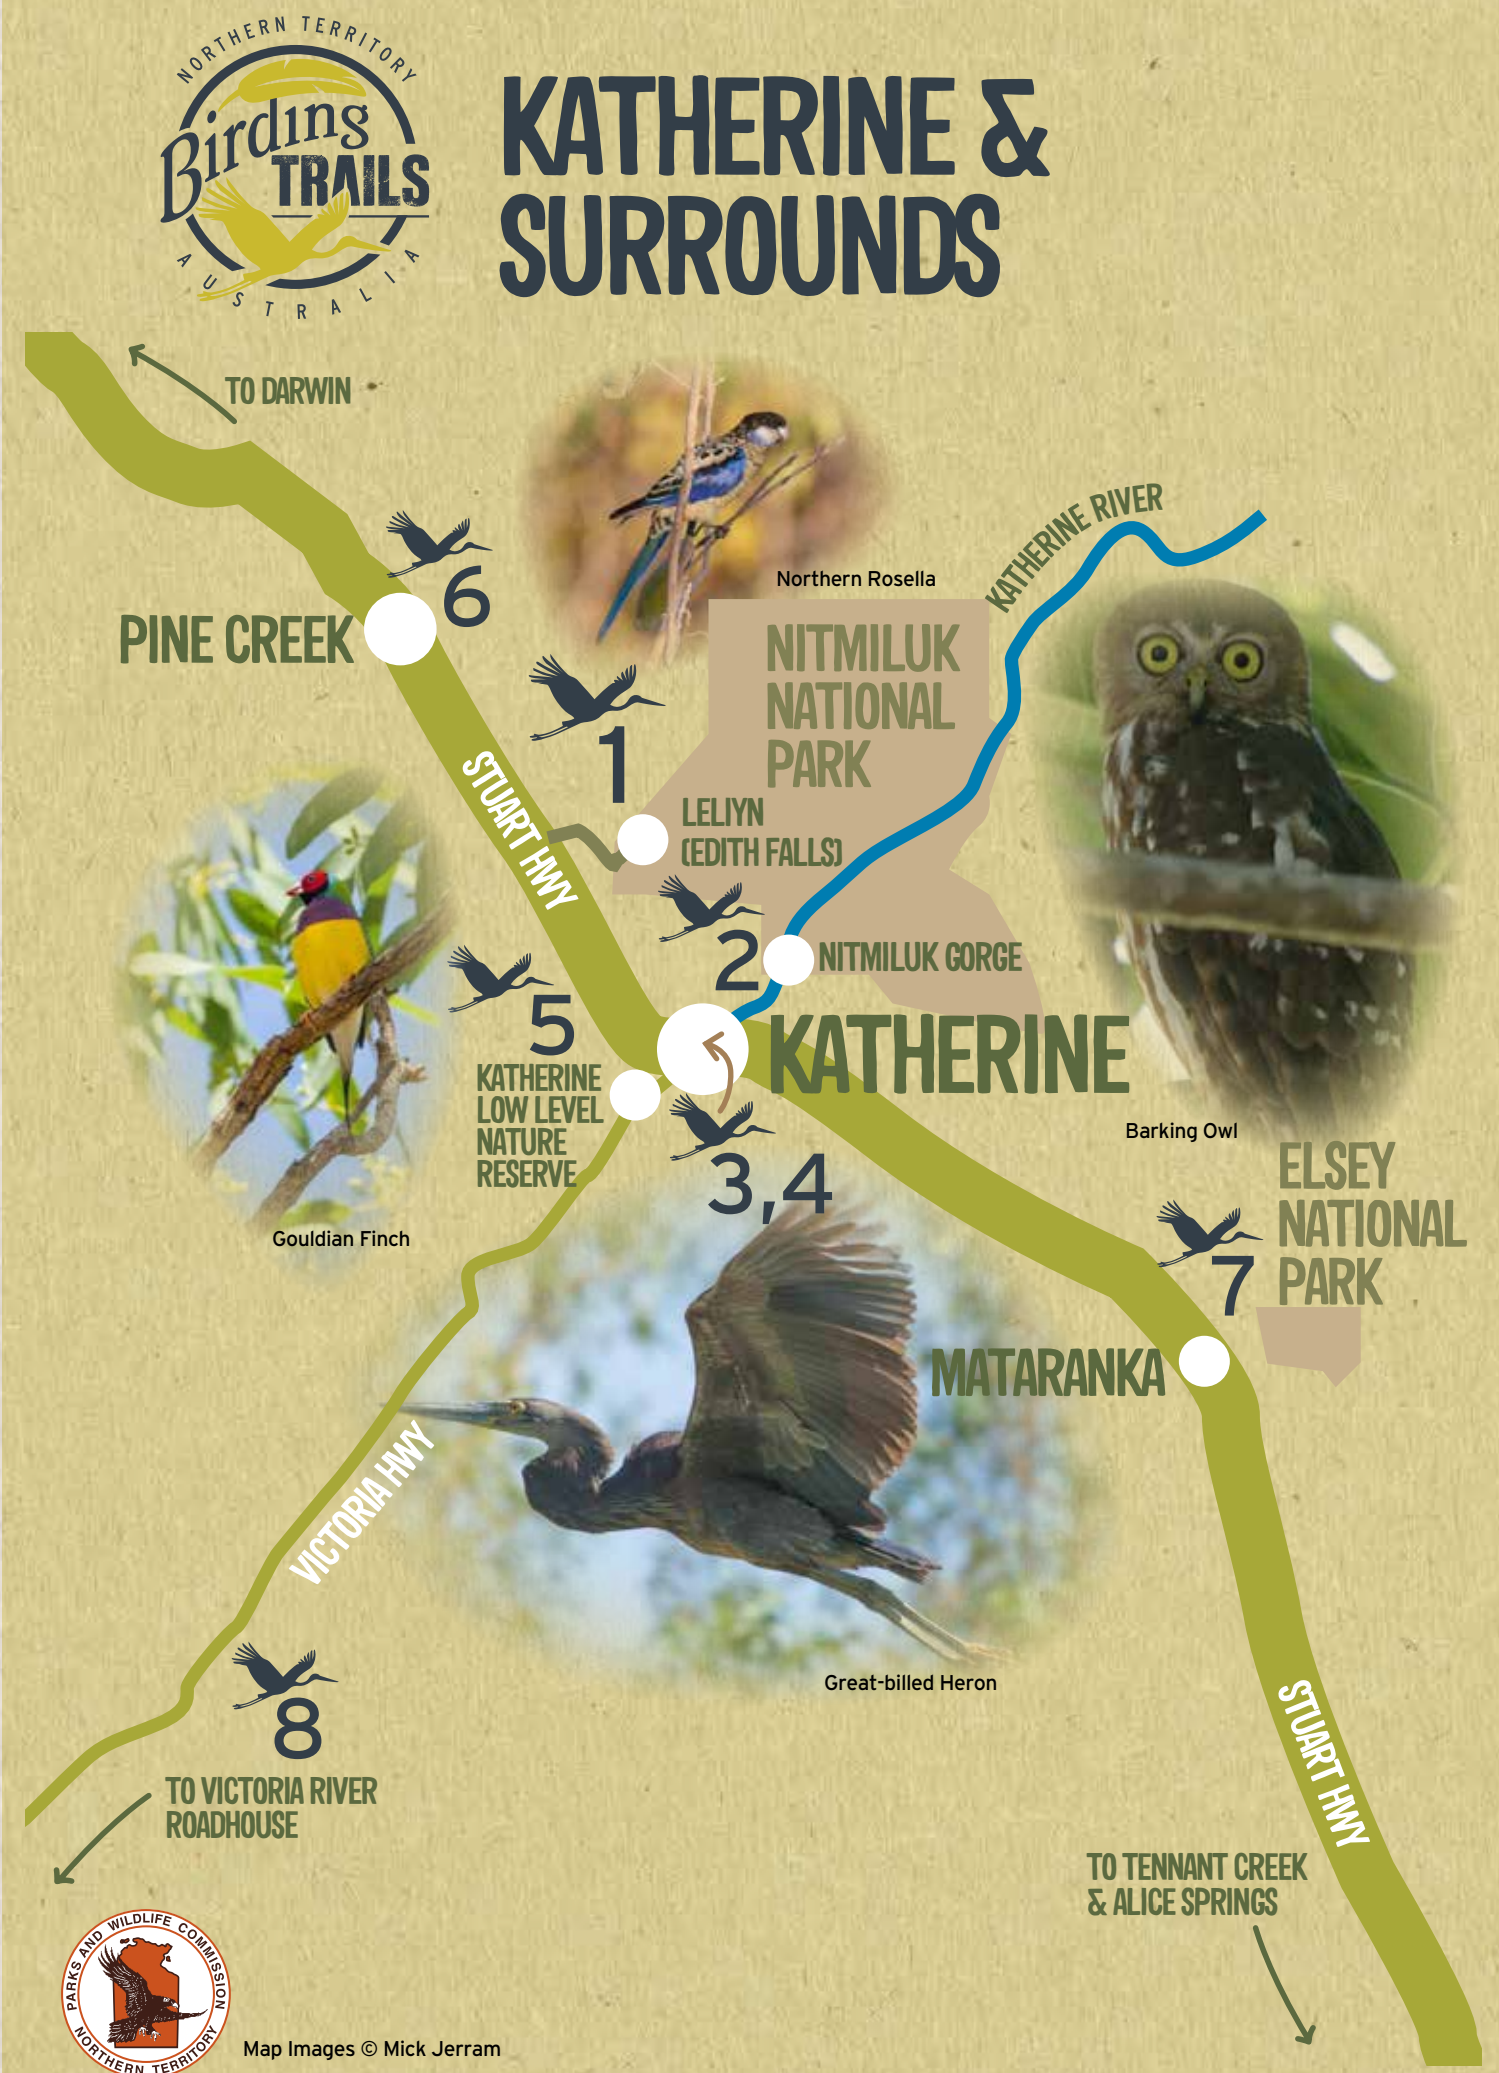 NORTHERN TERRITORY
Birding
TRAILS
AUSTRALIA
KATHERINE &
SURROUNDS
TO DARWIN
Northern Rosella
KATHERINE RIVER
6
PINE CREEK
NITMILUK
NATIONAL
PARK
1
STUART HWY
LELIYN
(EDITH FALLS)
2
NITMILUK GORGE
5
KATHERINE
KATHERINE
LOW LEVEL
NATURE
RESERVE
3,4
Barking Owl
Gouldian Finch
ELSEY
NATIONAL
PARK
7
MATARANKA
VICTORIA HWY
Great-billed Heron
8
TO VICTORIA RIVER
ROADHOUSE
STUART HWY
TO TENNANT CREEK
& ALICE SPRINGS
PARKS AND WILDLIFE COMMISSION
NORTHERN TERRITORY
Map Images © Mick Jerram